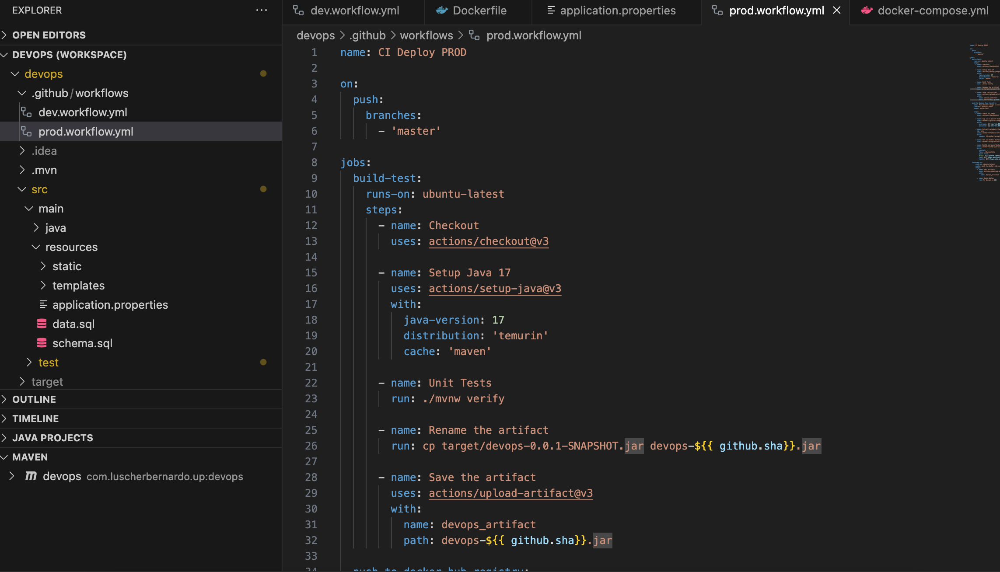 EXPLORER
OPEN EDITORS
DEVOPS (WORKSPACE)
devops
.github/workflows
dev.workflow.yml
prod.workflow.yml
.idea
.mvn
src
main
java
resources
static
templates
application.properties
data.sql
schema.sql
test
target
OUTLINE
TIMELINE
JAVA PROJECTS
MAVEN
devops com.luscherbernardo.up:devops
dev.workflow.yml
Dockerfile
application.properties
prod.workflow.yml
docker-compose.yml
devops > .github > workflows > prod.workflow.yml
1 name: CI Deploy PROD
2
3 on:
4 push:
5 branches:
6 - 'master'
7
8 jobs:
9 build-test:
10 runs-on: ubuntu-latest
11 steps:
12 - name: Checkout
13 uses: actions/checkout@v3
14
15 - name: Setup Java 17
16 uses: actions/setup-java@v3
17 with:
18 java-version: 17
19 distribution: 'temurin'
20 cache: 'maven'
21
22 - name: Unit Tests
23 run: ./mvnw verify
24
25 - name: Rename the artifact
26 run: cp target/devops-0.0.1-SNAPSHOT.jar devops-${{ github.sha}}.jar
27
28 - name: Save the artifact
29 uses: actions/upload-artifact@v3
30 with:
31 name: devops_artifact
32 path: devops-${{ github.sha}}.jar
33
34 push_to_docker_hub_registry: